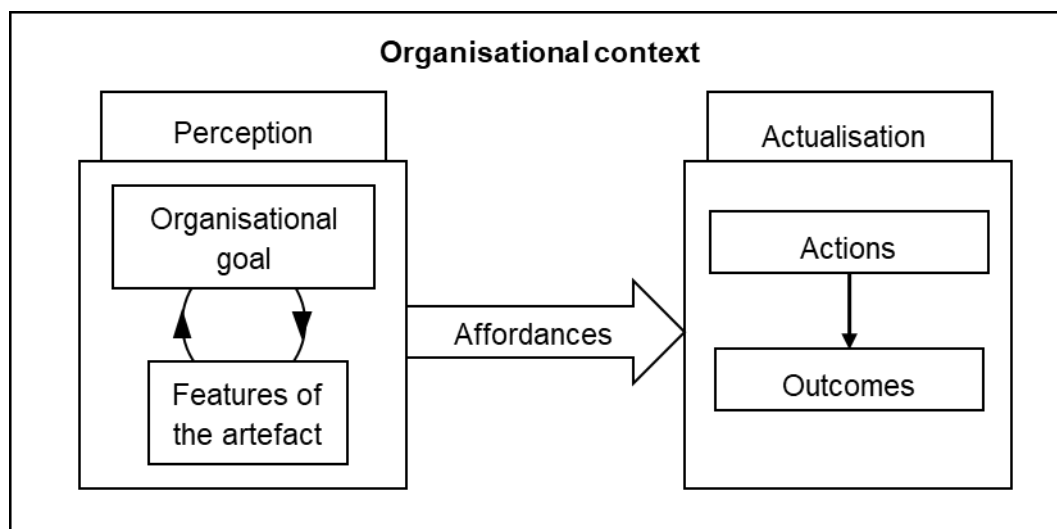 Organisational context
Perception
Actualisation
Organisational
goal
Actions
Affordances
Features of
the artefact
Outcomes